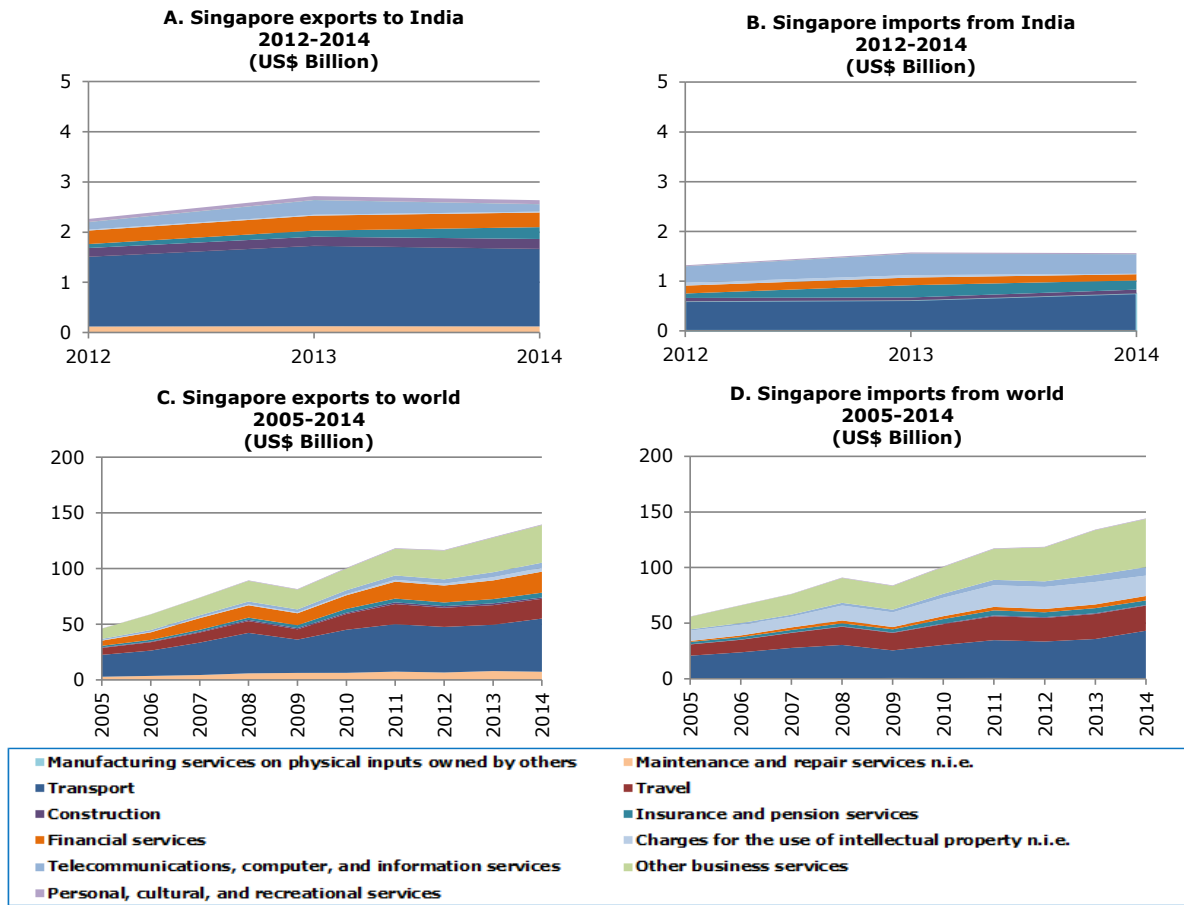 A. Singapore exports to India
2012-2014
(US$ Billion)
5
4
3
2
1
0
2012
2013
2014
B. Singapore imports from India
2012-2014
(US$ Billion)
5
4
3
2
1
0
2012
2013
2014
C. Singapore exports to world
2005-2014
(US$ Billion)
200
150
100
50
0
2005
2006
2007
2008
2009
2010
2011
2012
2013
2014
D. Singapore imports from world
2005-2014
(US$ Billion)
200
150
100
50
0
2005
2006
2007
2008
2009
2010
2011
2012
2013
2014
Manufacturing services on physical inputs owned by others
Maintenance and repair services n.i.e.
Transport
Travel
Construction
Insurance and pension services
Financial services
Charges for the use of intellectual property n.i.e.
Telecommunications, computer, and information services
Other business services
Personal, cultural, and recreational services